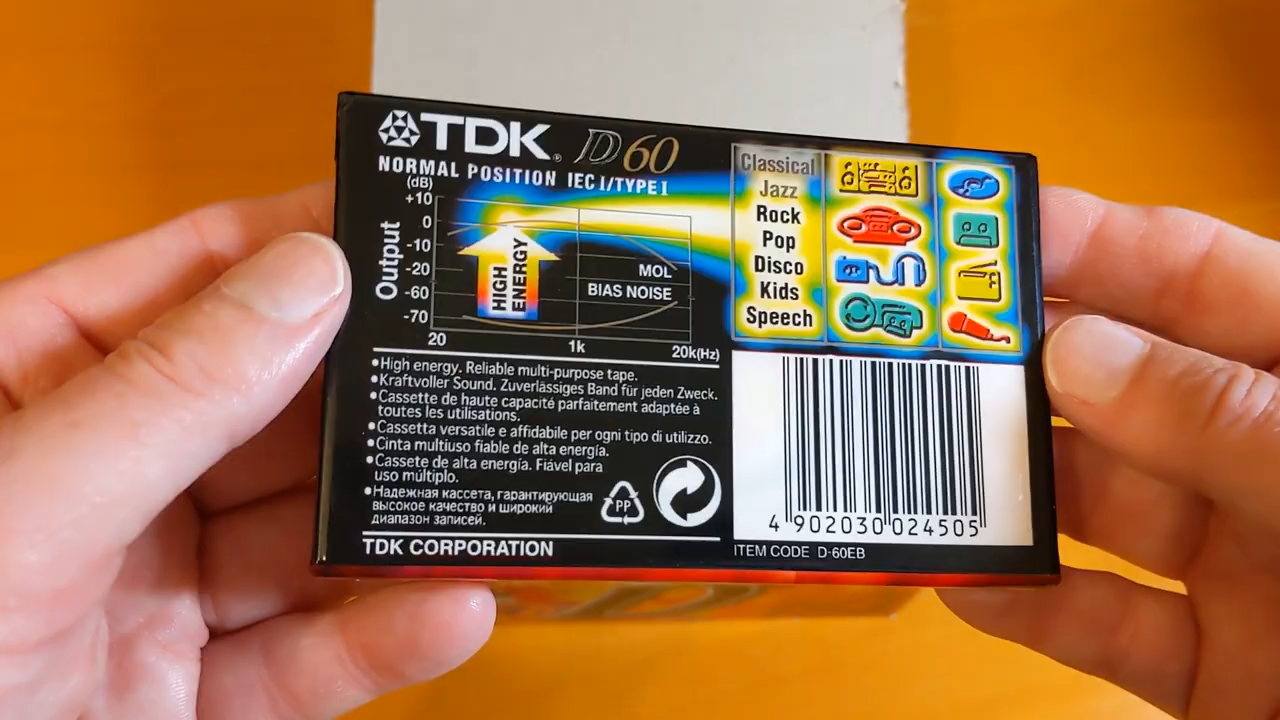 TDK® D60
NORMAL POSITION IEC I/TYPE I
(dB)
+10
0
-10
-20
-60
-70
Output
HIGH ENERGY
MOL
BIAS NOISE
20 1k 20k(Hz)
Classical
Jazz
Rock
Pop
Disco
Kids
Speech
•High energy. Reliable multi-purpose tape.
•Kraftvoller Sound. Zuverlässiges Band für jeden Zweck.
•Cassette de haute capacité parfaitement adaptée à
toutes les utilisations.
•Cassetta versatile e affidabile per ogni tipo di utilizzo.
•Cinta multiuso fiable de alta energía.
•Cassete de alta energía. Fiável para
uso múltiplo.
•Надежная кассета, гарантирующая
высокое качество и широкий
диапазон записей.
PP
TDK CORPORATION
4 902030 024505
ITEM CODE D-60EB
D